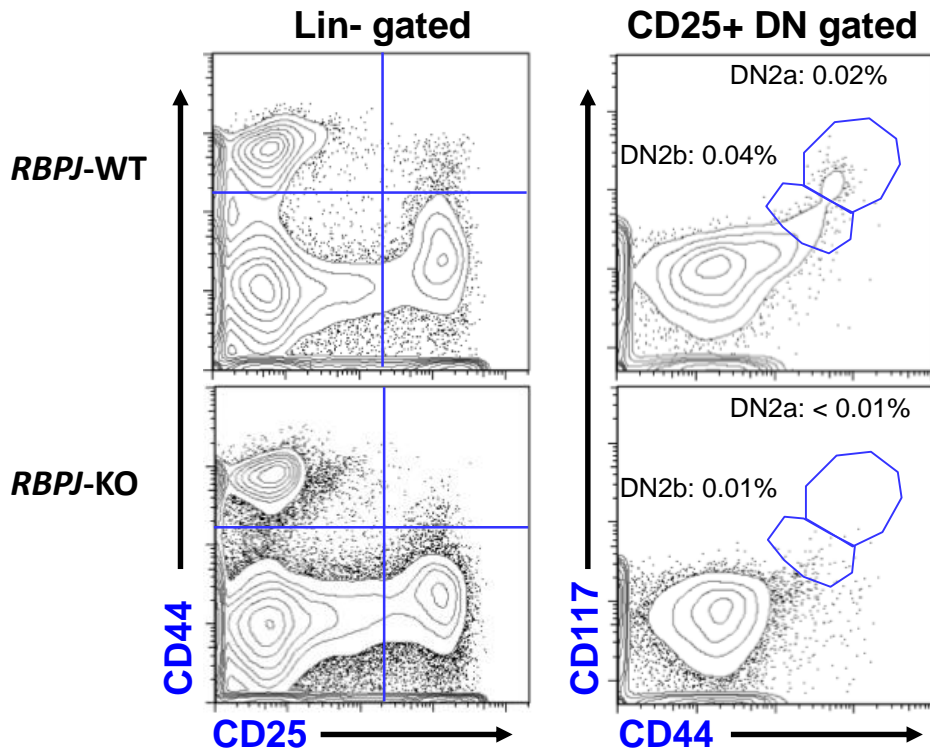 Lin- gated
CD25+ DN gated
RBPJ-WT
DN2a: 0.02%
DN2b: 0.04%
RBPJ-KO
DN2a: < 0.01%
DN2b: 0.01%
CD44
CD117
CD25
CD44